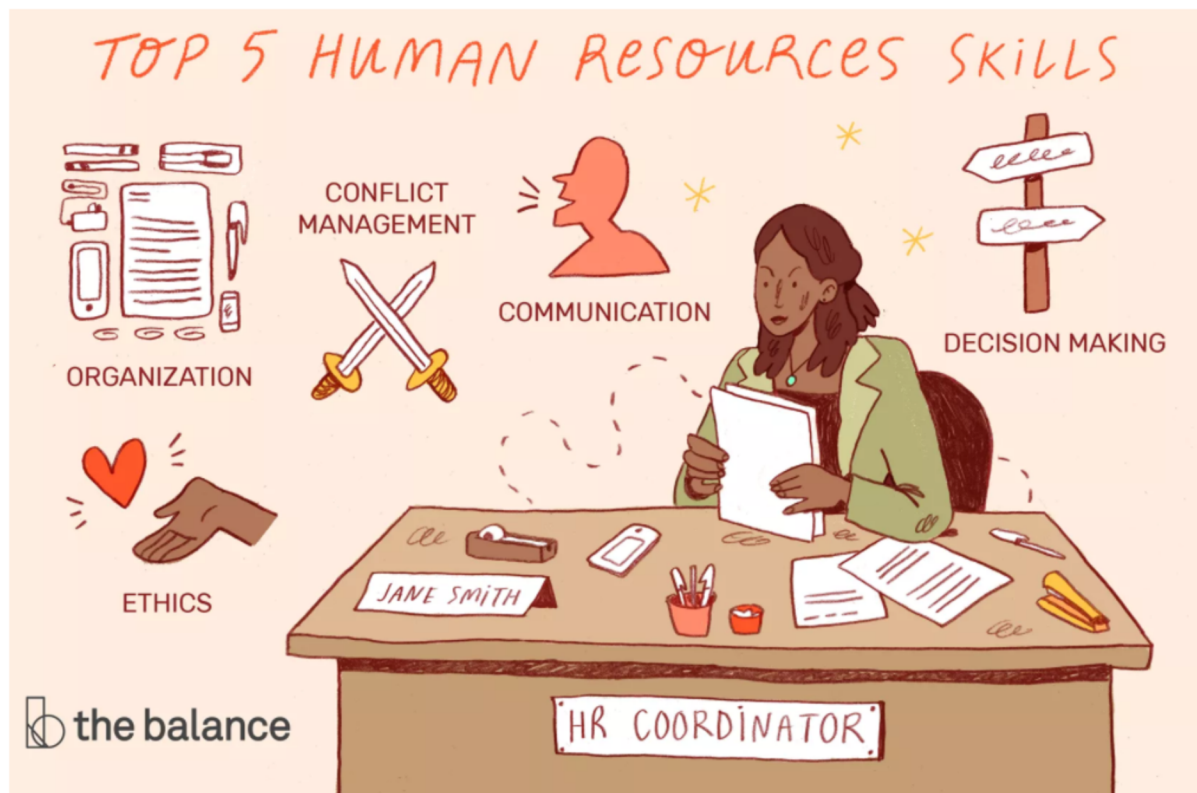 TOP 5 HUMAN RESOURCES SKILLS
ORGANIZATION
CONFLICT
MANAGEMENT
COMMUNICATION
DECISION MAKING
ETHICS
JANE SMITH
HR COORDINATOR
the balance